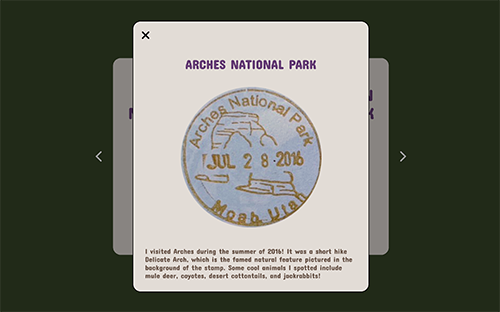 ARCHES NATIONAL PARK
Arches National Park
JUL 28 2016
Moab, Utah
I visited Arches during the summer of 2016! It was a short hike
Delicate Arch, which is the famed natural feature pictured in the
background of the stamp. Some cool animals I spotted include
mule deer, coyotes, desert cottontails, and jackrabbits!